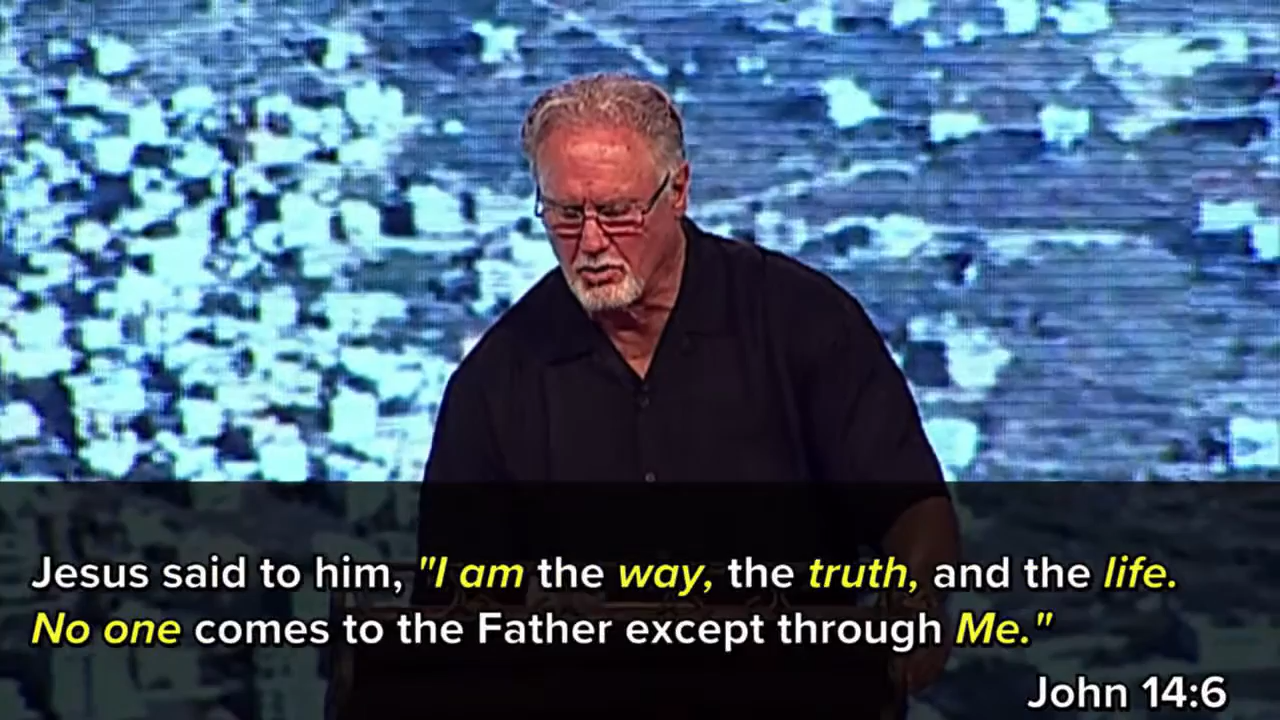 Jesus said to him, "I am the way, the truth, and the life.
No one comes to the Father except through Me."
John 14:6